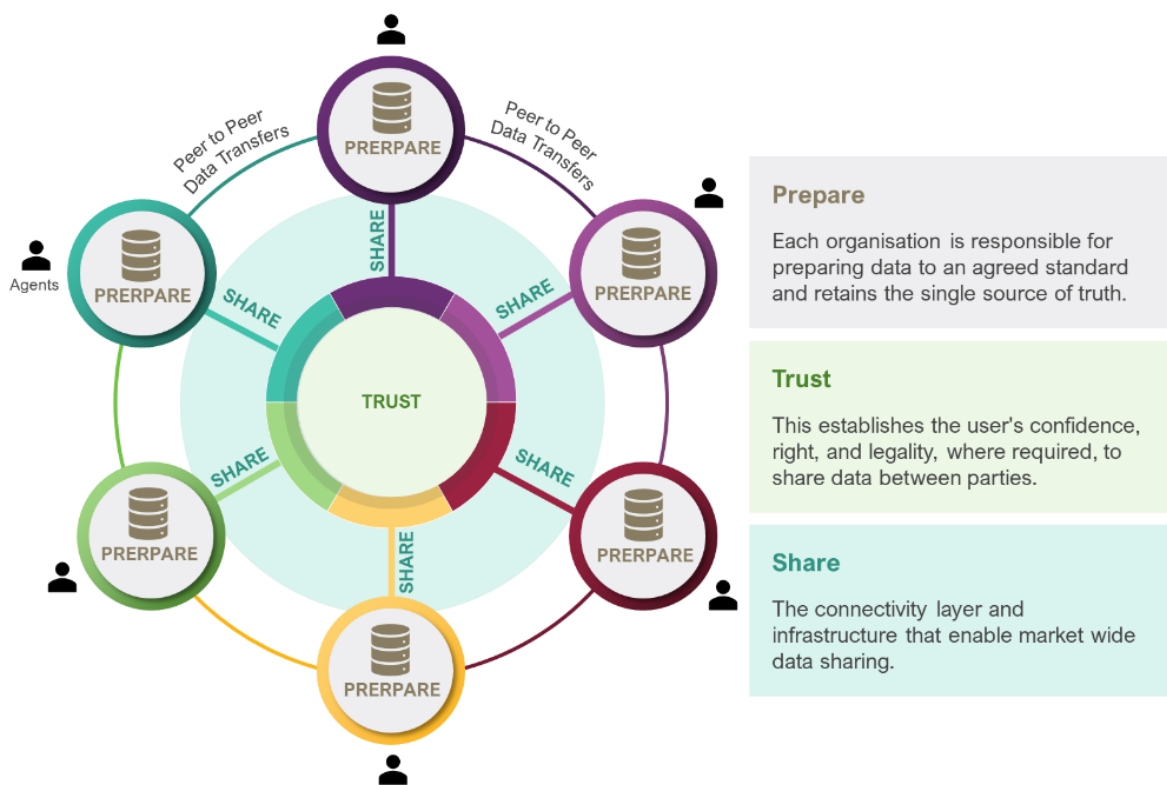 Peer to Peer
Data Transfers
Peer to Peer
Data Transfers
PRERPARE
PRERPARE
PRERPARE
Agents
SHARE
SHARE
SHARE
TRUST
SHARE
SHARE
SHARE
PRERPARE
PRERPARE
PRERPARE
Prepare
Each organisation is responsible for
preparing data to an agreed standard
and retains the single source of truth.
Trust
This establishes the user's confidence,
right, and legality, where required, to
share data between parties.
Share
The connectivity layer and
infrastructure that enable market wide
data sharing.